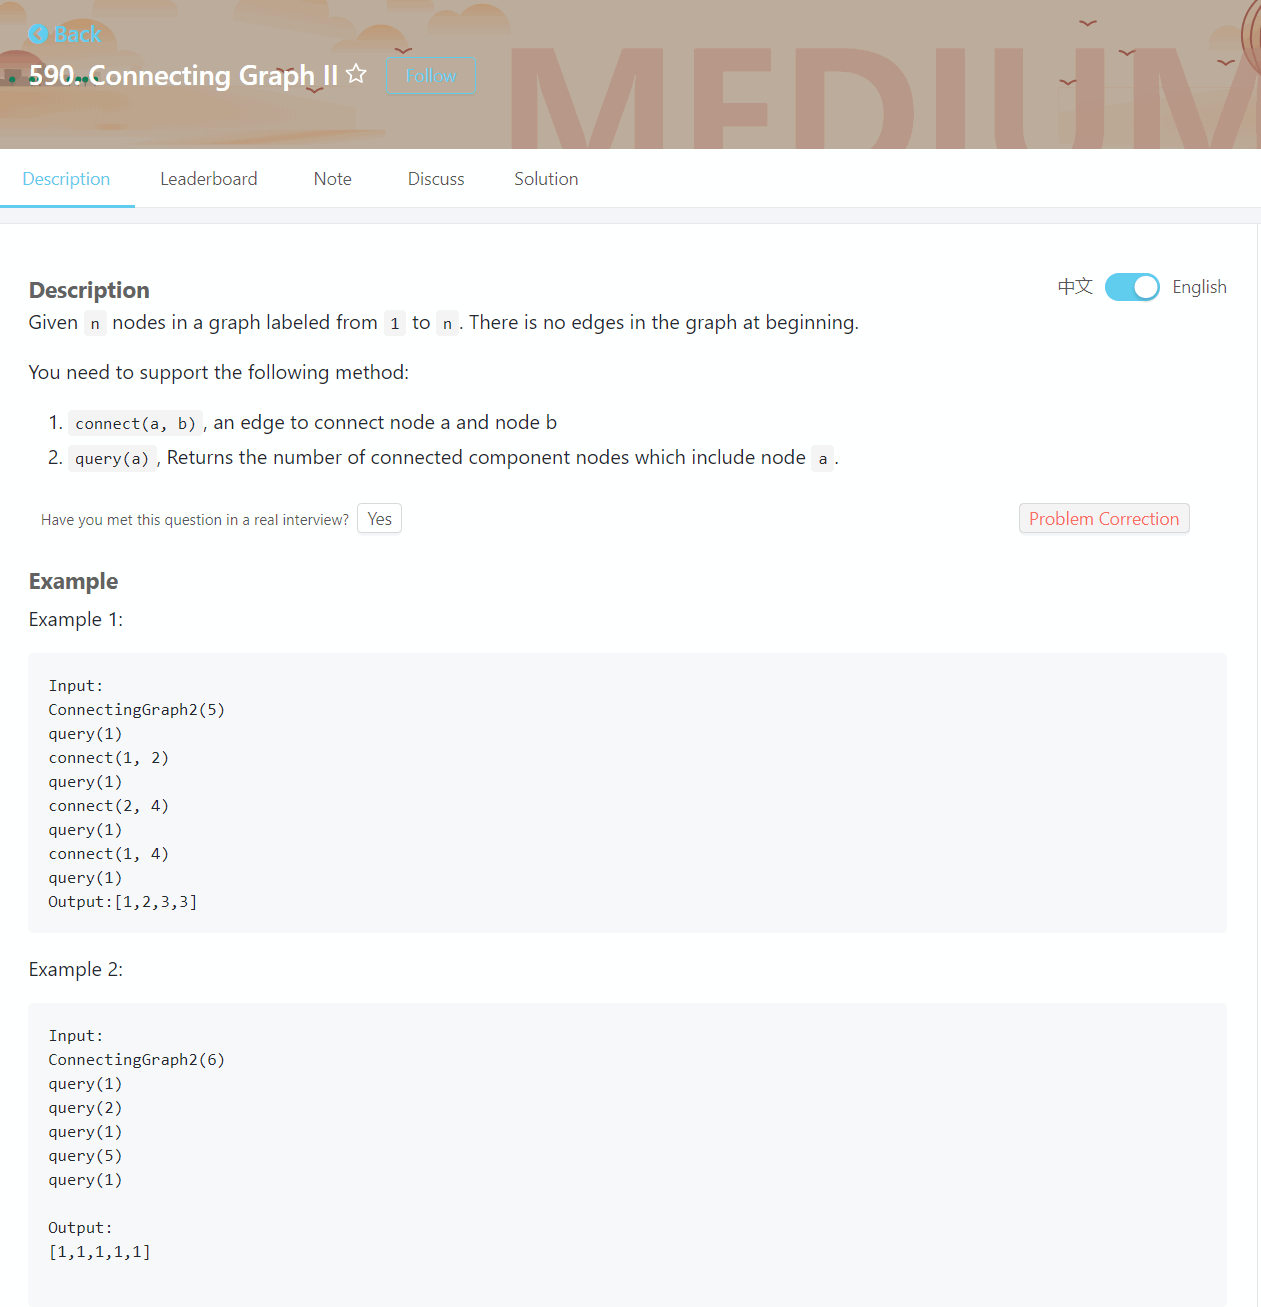 Back
590. Connecting Graph II Follow
MEDIUM
Description Leaderboard Note Discuss Solution
Description
中文 English
Given n nodes in a graph labeled from 1 to n. There is no edges in the graph at beginning.
You need to support the following method:
1. connect(a, b), an edge to connect node a and node b
2. query(a), Returns the number of connected component nodes which include node a.
Have you met this question in a real interview? Yes
Problem Correction
Example
Example 1:
Input:
ConnectingGraph2(5)
query(1)
connect(1, 2)
query(1)
connect(2, 4)
query(1)
connect(1, 4)
query(1)
Output:[1,2,3,3]
Example 2:
Input:
ConnectingGraph2(6)
query(1)
query(2)
query(1)
query(5)
query(1)
Output:
[1,1,1,1,1]